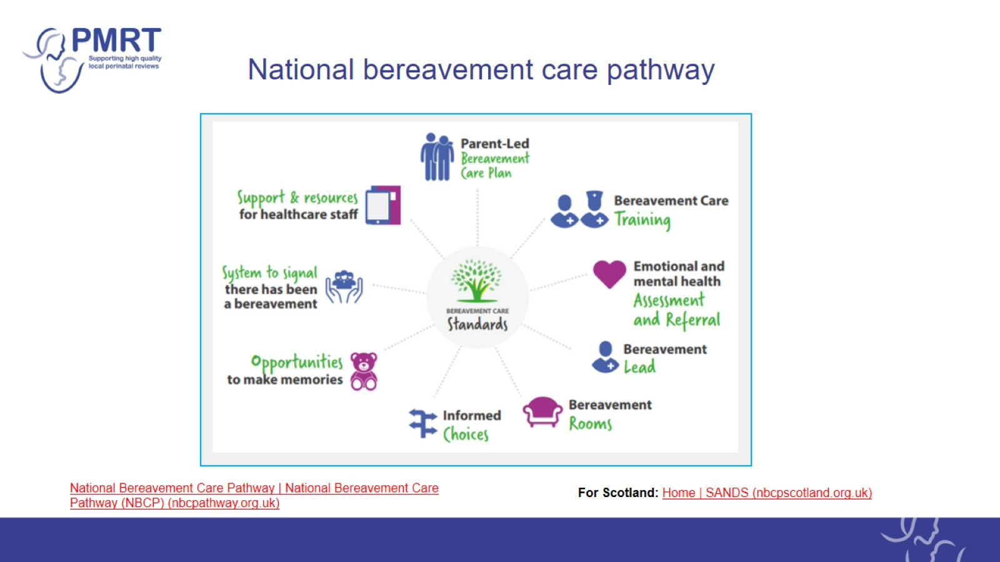 PMRT
Supporting high quality
local perinatal reviews
National bereavement care pathway
Parent-Led
Bereavement
Care Plan
Support & resources
for healthcare staff
Bereavement Care
Training
System to signal
there has been
a bereavement
Emotional and
mental health
Assessment
and Referral
BEREAVEMENT CARE
Standards
Bereavement
Lead
Opportunities
to make memories
Bereavement
Rooms
Informed
Choices
National Bereavement Care Pathway | National Bereavement Care
Pathway (NBCP) (nbcpathway.org.uk)
For Scotland: Home | SANDS (nbcpscotland.org.uk)